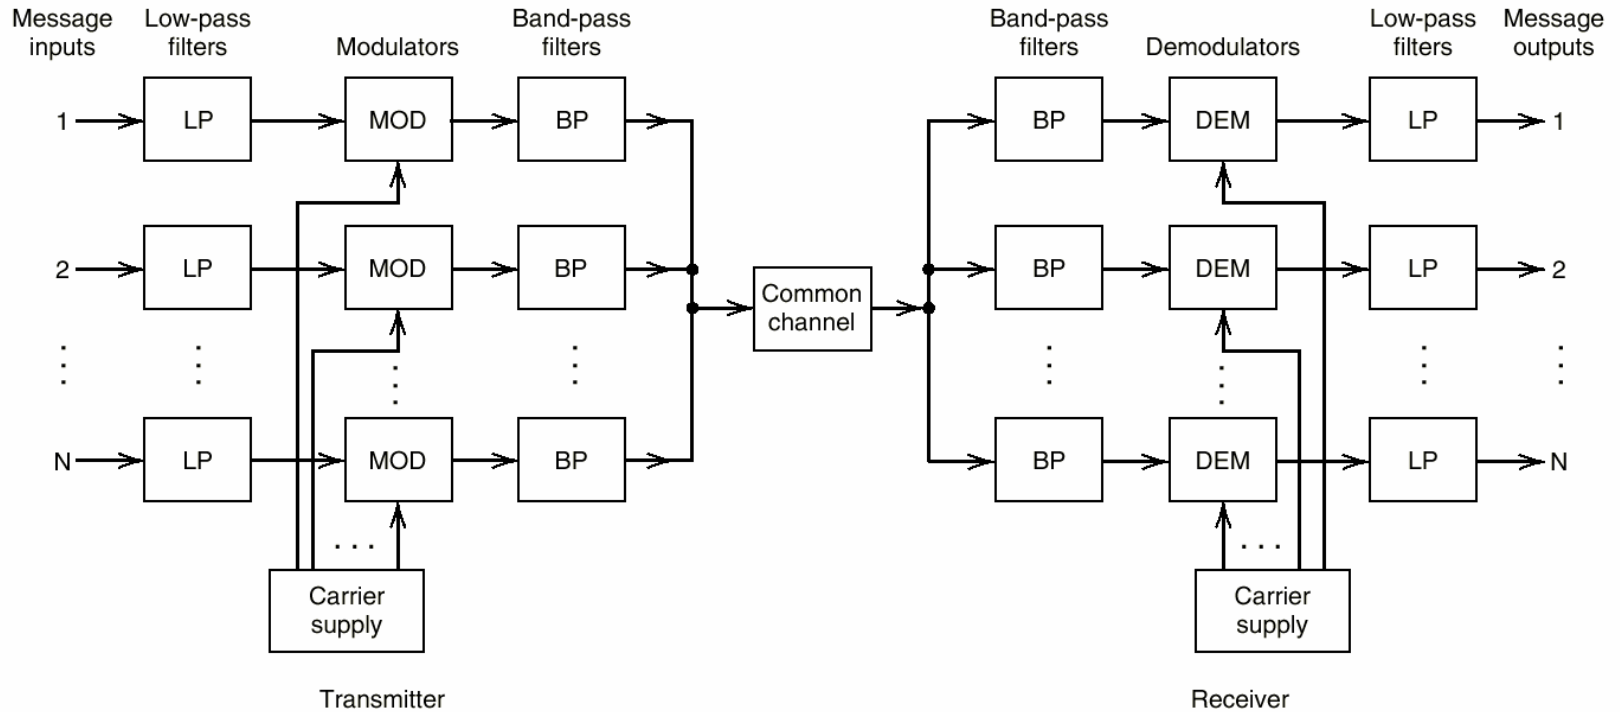 Message
inputs
Low-pass
filters
Modulators
Band-pass
filters
Band-pass
filters
Demodulators
Low-pass
filters
Message
outputs
1
LP
MOD
BP
BP
DEM
LP
1
2
LP
MOD
BP
BP
DEM
LP
2
Common
channel
N
LP
MOD
BP
BP
DEM
LP
N
. . .
. . .
Carrier
supply
Carrier
supply
Transmitter
Receiver